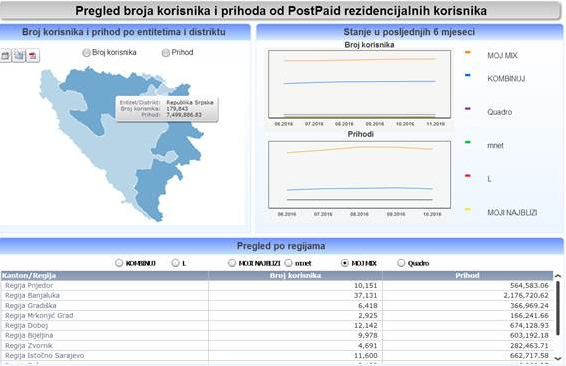 Pregled broja korisnika i prihoda od PostPaid rezidencijalnih korisnika
Broj korisnika i prihod po entitetima i distriktu
Broj korisnika
Prihod
Entitet/Distrikt: Republika Srpska
Broj korisnika: 179,843
Prihod: 7,499,886.83
Stanje u posljednjih 6 mjeseci
Broj korisnika
06.2016 07.2016 08.2016 09.2016 10.2016 11.2016
Prihodi
06.2016 07.2016 08.2016 09.2016 10.2016
MOJ MIX
KOMBINUJ
Quadro
mnet
L
MOJI NAJBLIZI
Pregled po regijama
KOMBINUJ L MOJI NAJBLIZI mnet MOJ MIX Quadro
Kanton/Regija Broj korisnika Prihod
Regija Prijedor 10,151 564,583.06
Regija Banjaluka 37,131 2,176,720.62
Regija Gradiška 6,418 366,969.24
Regija Mrkonjić Grad 2,925 166,241.66
Regija Doboj 12,142 674,128.93
Regija Bijeljina 9,978 603,192.18
Regija Zvornik 4,691 282,463.71
Regija Istočno Sarajevo 11,600 662,717.58